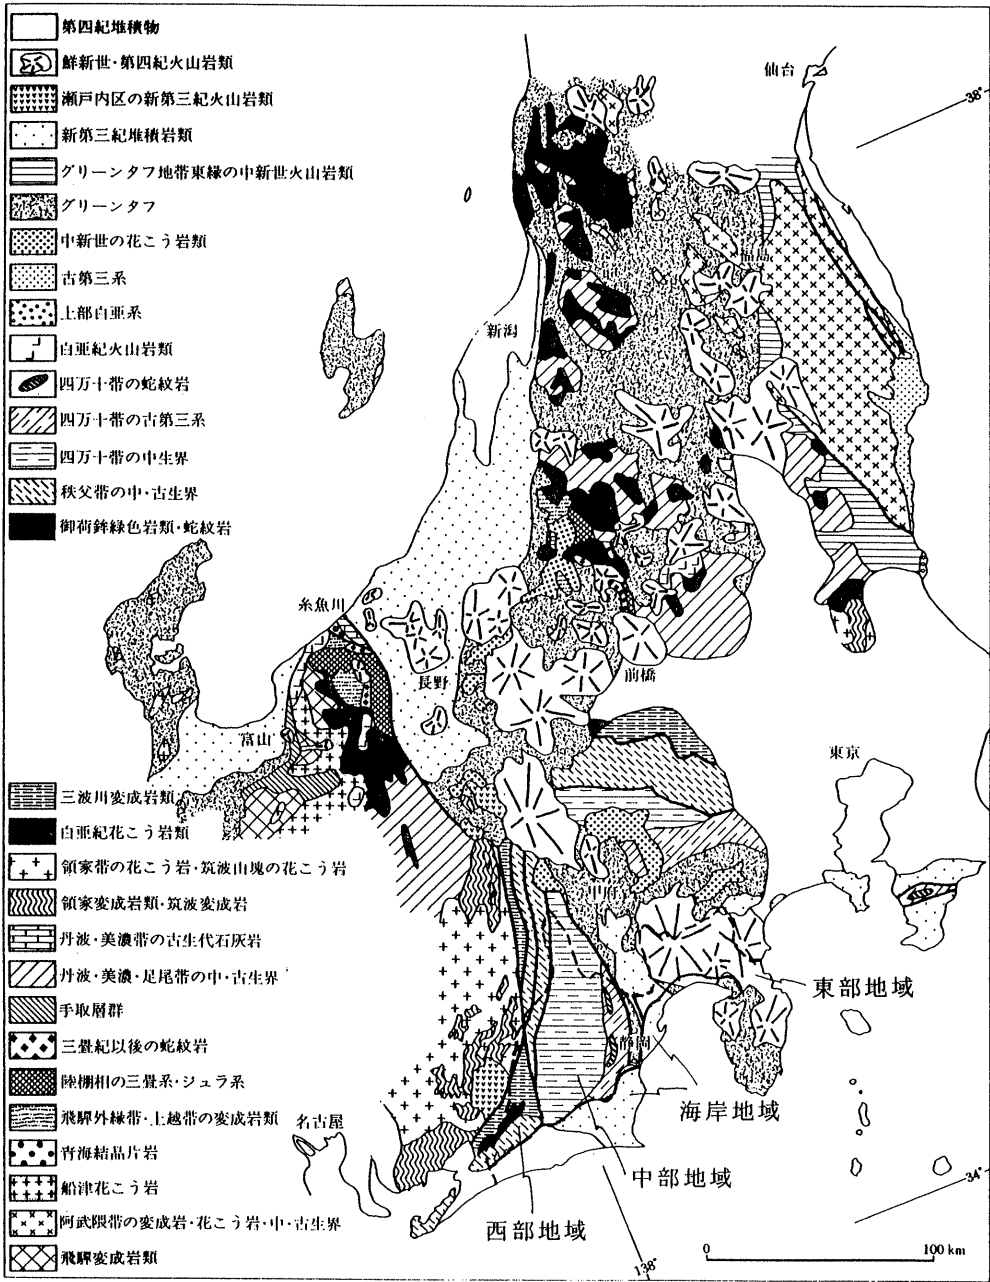 第四紀堆積物
鮮新世・第四紀火山岩類
瀬戸内区の新第三紀火山岩類
新第三紀堆積岩類
グリーンタフ地帯東縁の中新世火山岩類
グリーンタフ
中新世の花こう岩類
古第三系
上部白亜系
白亜紀火山岩類
四万十帯の蛇紋岩
四万十帯の古第三系
四万十帯の中生界
秩父帯の中・古生界
御荷鉾緑色岩類・蛇紋岩
三波川変成岩類
白亜紀花こう岩類
領家帯の花こう岩・筑波山塊の花こう岩
領家変成岩類・筑波変成岩
丹波・美濃帯の古生代石灰岩
丹波・美濃・足尾帯の中・古生界
手取層群
三畳紀以後の蛇紋岩
陸棚相の三畳系・ジュラ系
飛騨外縁帯・上越帯の変成岩類
青海結晶片岩
船津花こう岩
阿武隈帯の変成岩・花こう岩・中・古生界
飛騨変成岩類
仙台
38°
福島
新潟
糸魚川
長野
前橋
富山
東京
甲府
東部地域
静岡
海岸地域
名古屋
中部地域
西部地域
34°
138°
0 100 km